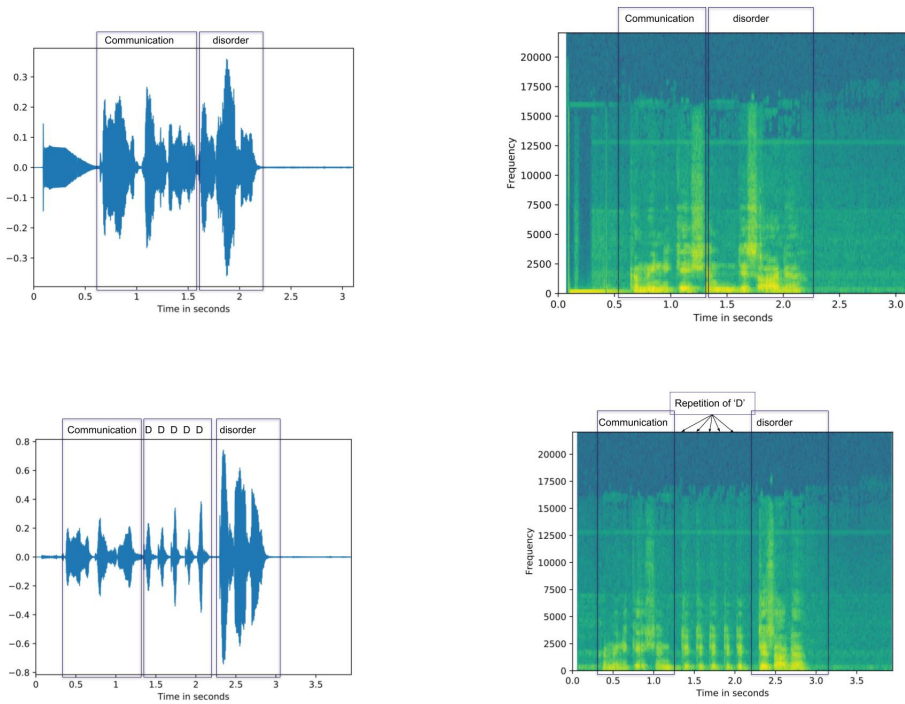 Communication disorder
0.3
0.2
0.1
0.0
−0.1
−0.2
−0.3
0 0.5 1.0 1.5 2.0 2.5 3.0
Time in seconds
Communication disorder
20000
17500
15000
12500
10000
7500
5000
2500
0
Frequency
0.0 0.5 1.0 1.5 2.0 2.5 3.0
Time in seconds
Communication D D D D D disorder
0.8
0.6
0.4
0.2
0.0
−0.2
−0.4
−0.6
−0.8
0 0.5 1.0 1.5 2.0 2.5 3.0 3.5
Time in seconds
Repetition of 'D'
Communication disorder
20000
17500
15000
12500
10000
7500
5000
2500
0
Frequency
0.0 0.5 1.0 1.5 2.0 2.5 3.0 3.5
Time in seconds